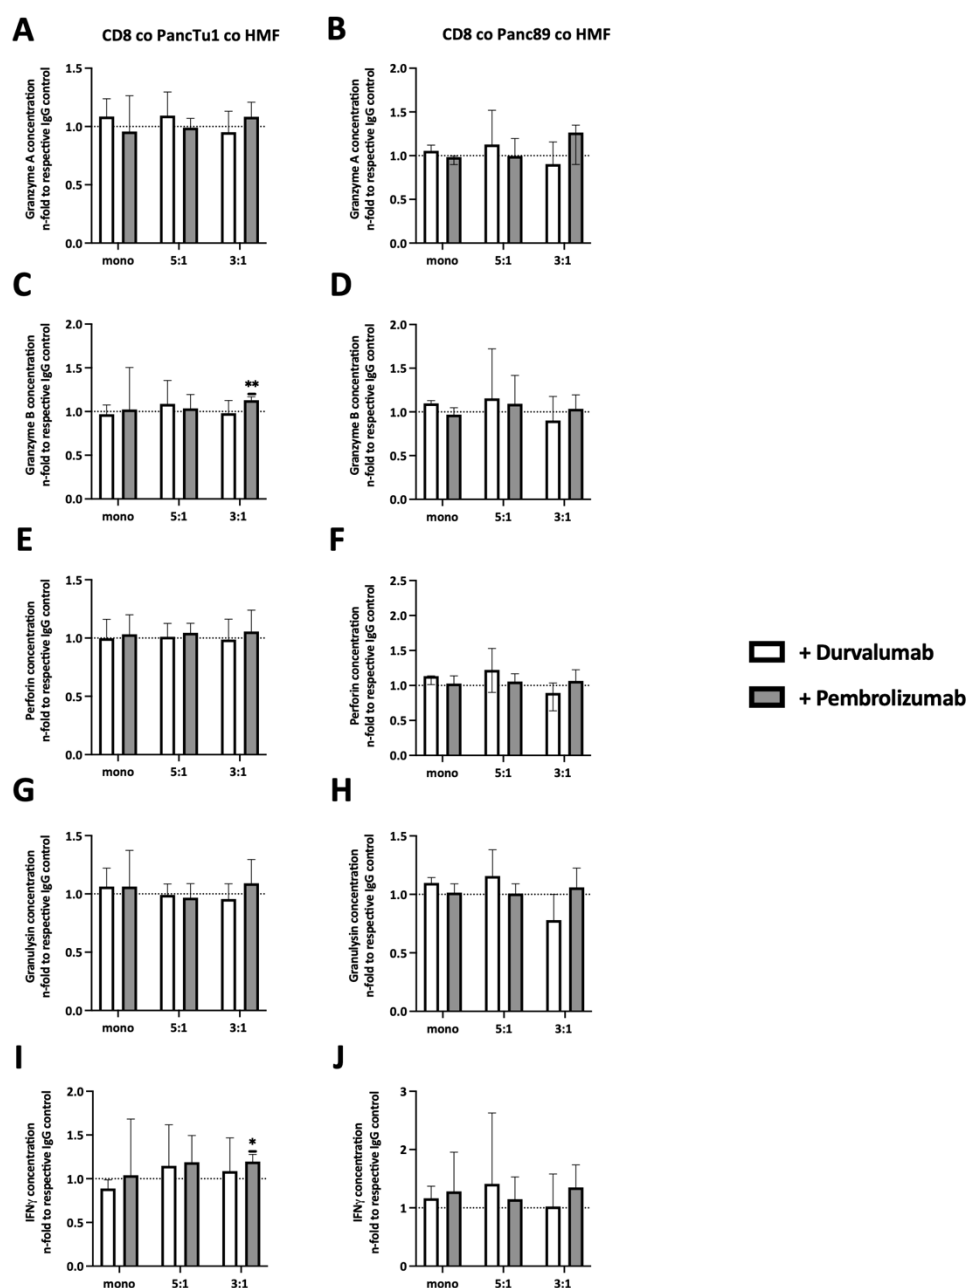 A
CD8 co PancTu1 co HMF
Granzyme A concentration
n-fold to respective IgG control
1.5
1.0
0.5
0.0
mono 5:1 3:1
B
CD8 co Panc89 co HMF
Granzyme A concentration
n-fold to respective IgG control
2.0
1.5
1.0
0.5
0.0
mono 5:1 3:1
C
Granzyme B concentration
n-fold to respective IgG control
2.0
1.5
1.0
0.5
0.0
**
mono 5:1 3:1
D
Granzyme B concentration
n-fold to respective IgG control
2.0
1.5
1.0
0.5
0.0
mono 5:1 3:1
E
Perforin concentration
n-fold to respective IgG control
1.5
1.0
0.5
0.0
mono 5:1 3:1
F
Perforin concentration
n-fold to respective IgG control
2.5
2.0
1.5
1.0
0.5
0.0
mono 5:1 3:1
+ Durvalumab
+ Pembrolizumab
G
Granulysin concentration
n-fold to respective IgG control
1.5
1.0
0.5
0.0
mono 5:1 3:1
H
Granulysin concentration
n-fold to respective IgG control
1.5
1.0
0.5
0.0
mono 5:1 3:1
I
IFNγ concentration
n-fold to respective IgG control
2.0
1.5
1.0
0.5
0.0
*
mono 5:1 3:1
J
IFNγ concentration
n-fold to respective IgG control
3
2
1
0
mono 5:1 3:1